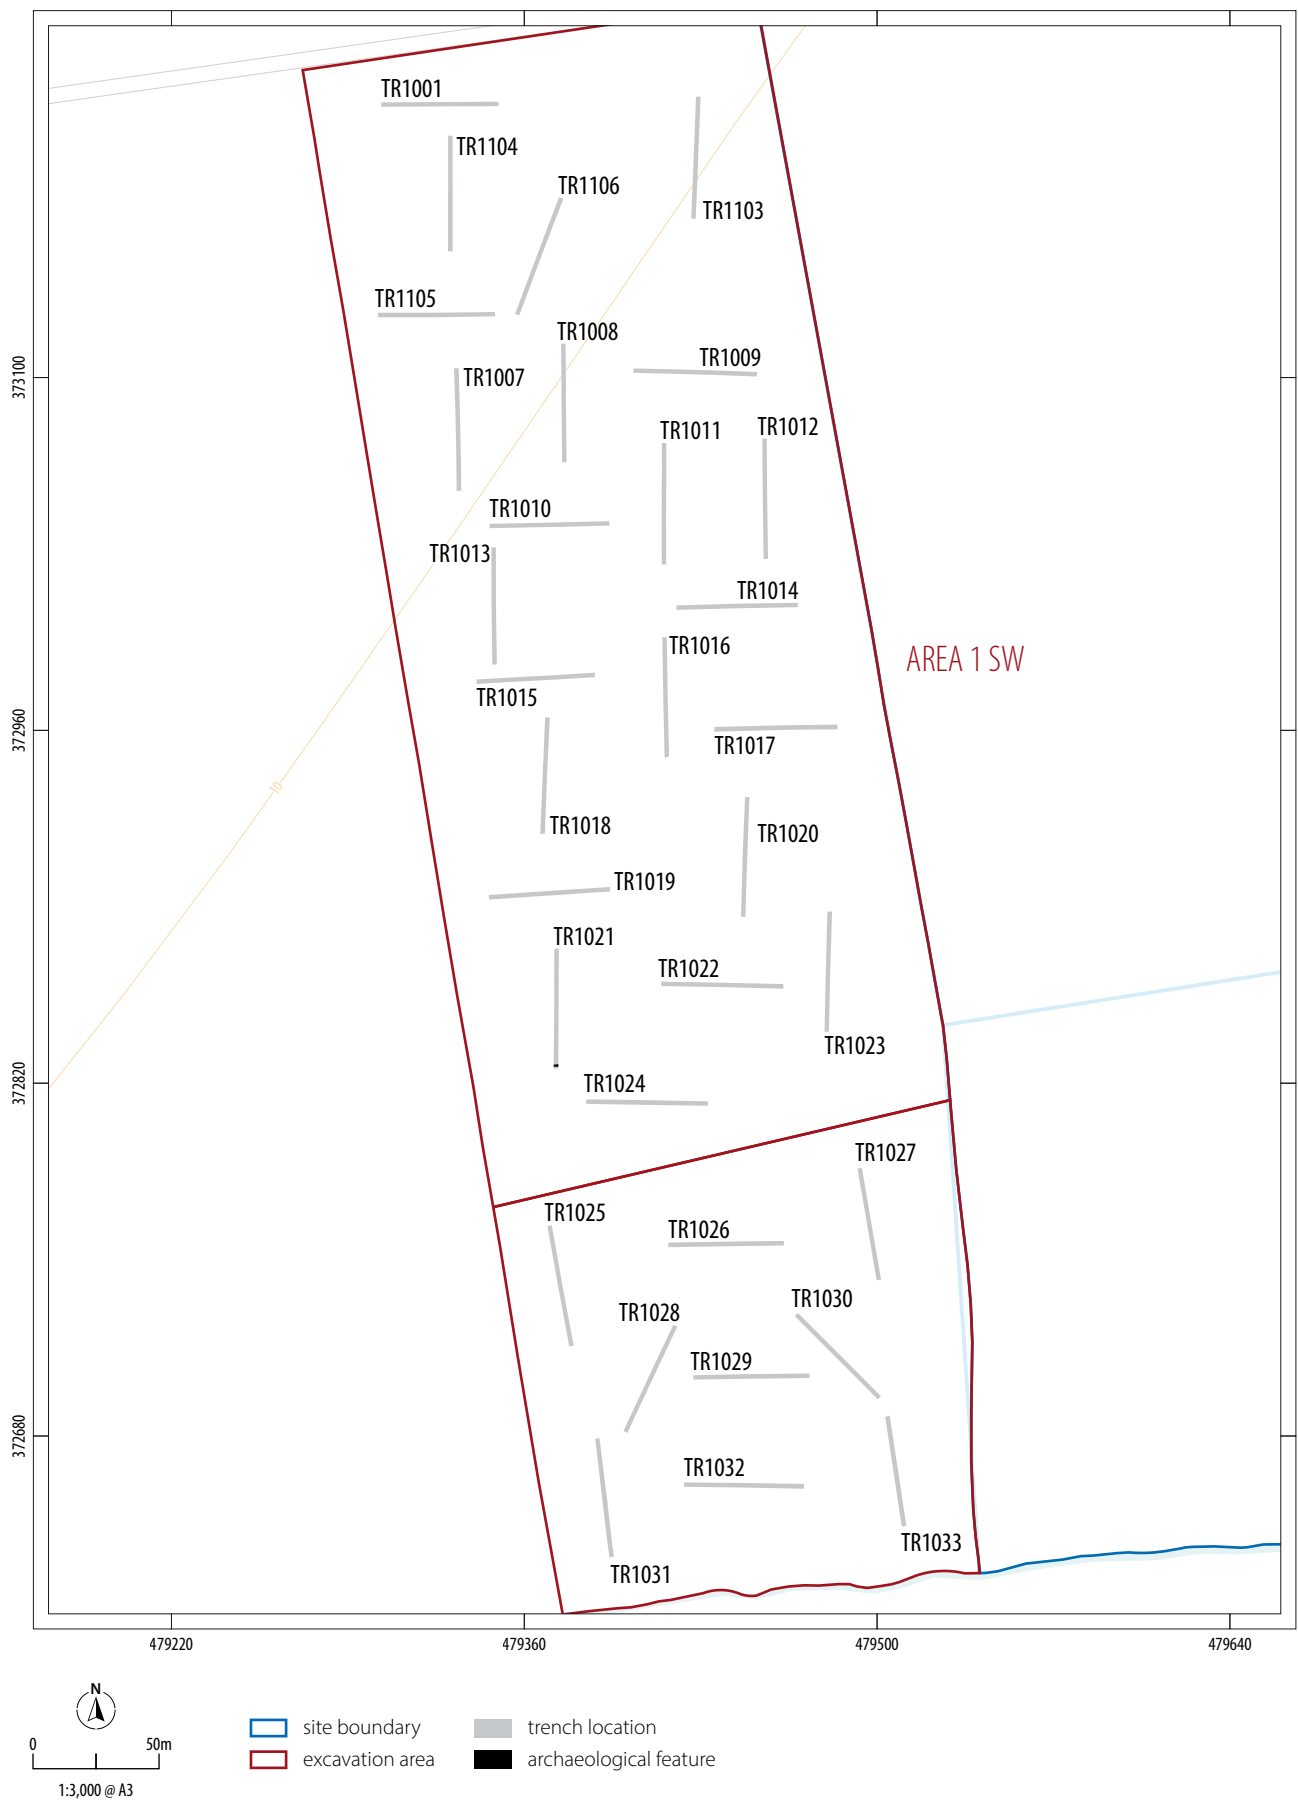 TR1001
TR1104
TR1106
TR1103
TR1105
TR1008
TR1009
TR1007
TR1011
TR1012
TR1010
TR1013
TR1014
TR1016
AREA 1 SW
TR1015
TR1017
10
TR1018
TR1020
TR1019
TR1021
TR1022
TR1023
TR1024
TR1027
TR1025
TR1026
TR1030
TR1028
TR1029
TR1032
TR1033
TR1031
373100
372960
372820
372680
479220
479360
479500
479640
N
0 50m
1:3,000 @ A3
site boundary
excavation area
trench location
archaeological feature